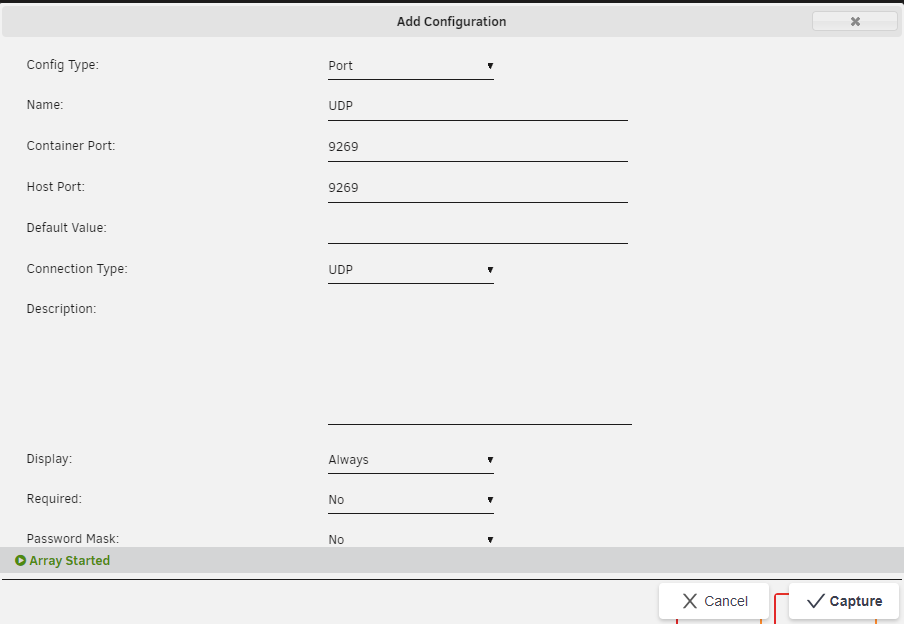 Add Configuration
Config Type: Port
Name: UDP
Container Port: 9269
Host Port: 9269
Default Value:
Connection Type: UDP
Description:
Display: Always
Required: No
Password Mask: No
Array Started
Cancel Capture